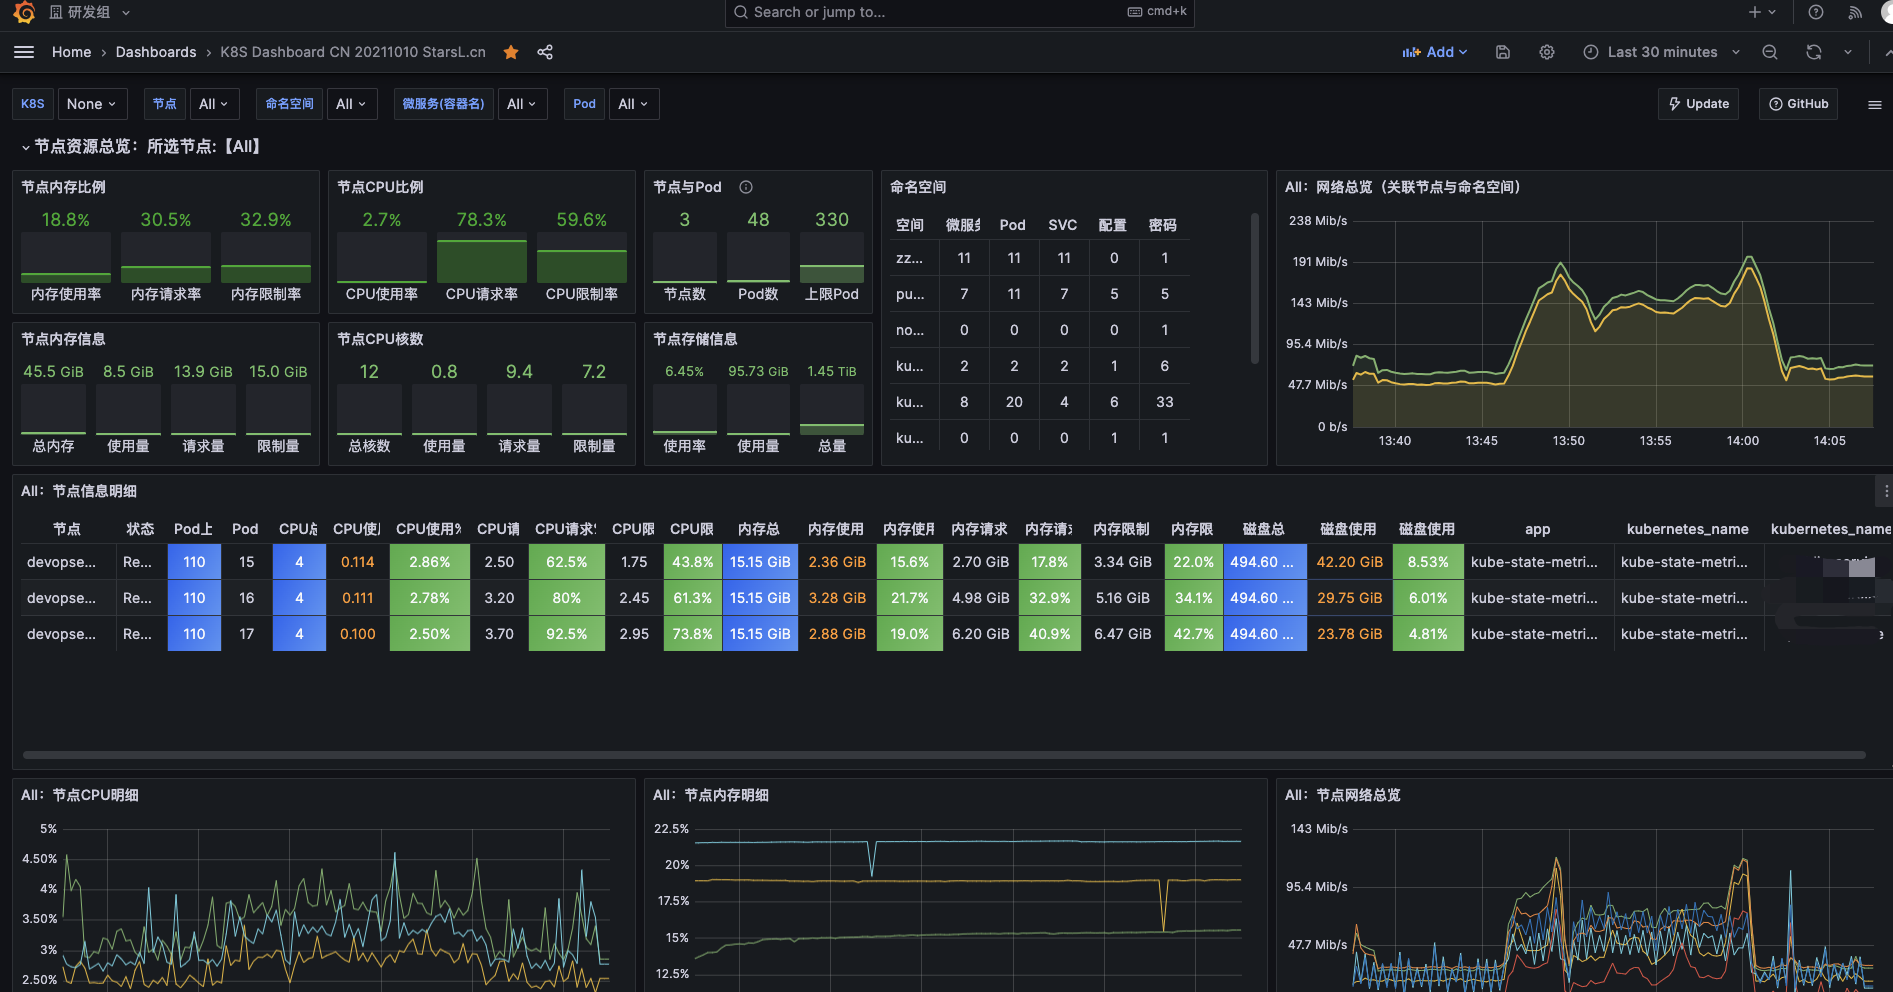 研发组 Search or jump to... cmd+k
Home › Dashboards › K8S Dashboard CN 20211010 StarsL.cn Add Last 30 minutes
K8S None 节点 All 命名空间 All 微服务(容器名) All Pod All Update GitHub
节点资源总览：所选节点:【All】
节点内存比例
18.8% 30.5% 32.9%
内存使用率 内存请求率 内存限制率
节点CPU比例
2.7% 78.3% 59.6%
CPU使用率 CPU请求率 CPU限制率
节点与Pod
3 48 330
节点数 Pod数 上限Pod
节点内存信息
45.5 GiB 8.5 GiB 13.9 GiB 15.0 GiB
总内存 使用量 请求量 限制量
节点CPU核数
12 0.8 9.4 7.2
总核数 使用量 请求量 限制量
节点存储信息
6.45% 95.73 GiB 1.45 TiB
使用率 使用量 总量
命名空间
空间 微服务 Pod SVC 配置 密码
zz... 11 11 11 0 1
pu... 7 11 7 5 5
no... 0 0 0 0 1
ku... 2 2 2 1 6
ku... 8 20 4 6 33
ku... 0 0 0 1 1
All：网络总览（关联节点与命名空间）
238 Mib/s
191 Mib/s
143 Mib/s
95.4 Mib/s
47.7 Mib/s
0 b/s
13:40 13:45 13:50 13:55 14:00 14:05
All：节点信息明细
节点 状态 Pod上 Pod CPU总 CPU使用 CPU使用% CPU请 CPU请求% CPU限 CPU限 内存总 内存使用 内存使用 内存请求 内存请求 内存限制 内存限 磁盘总 磁盘使用 磁盘使用 app kubernetes_name kubernetes_name
devopse... Re... 110 15 4 0.114 2.86% 2.50 62.5% 1.75 43.8% 15.15 GiB 2.36 GiB 15.6% 2.70 GiB 17.8% 3.34 GiB 22.0% 494.60 ... 42.20 GiB 8.53% kube-state-metri... kube-state-metri...
devopse... Re... 110 16 4 0.111 2.78% 3.20 80% 2.45 61.3% 15.15 GiB 3.28 GiB 21.7% 4.98 GiB 32.9% 5.16 GiB 34.1% 494.60 ... 29.75 GiB 6.01% kube-state-metri... kube-state-metri...
devopse... Re... 110 17 4 0.100 2.50% 3.70 92.5% 2.95 73.8% 15.15 GiB 2.88 GiB 19.0% 6.20 GiB 40.9% 6.47 GiB 42.7% 494.60 ... 23.78 GiB 4.81% kube-state-metri... kube-state-metri...
All：节点CPU明细
5%
4.50%
4%
3.50%
3%
2.50%
All：节点内存明细
22.5%
20%
17.5%
15%
12.5%
All：节点网络总览
143 Mib/s
95.4 Mib/s
47.7 Mib/s